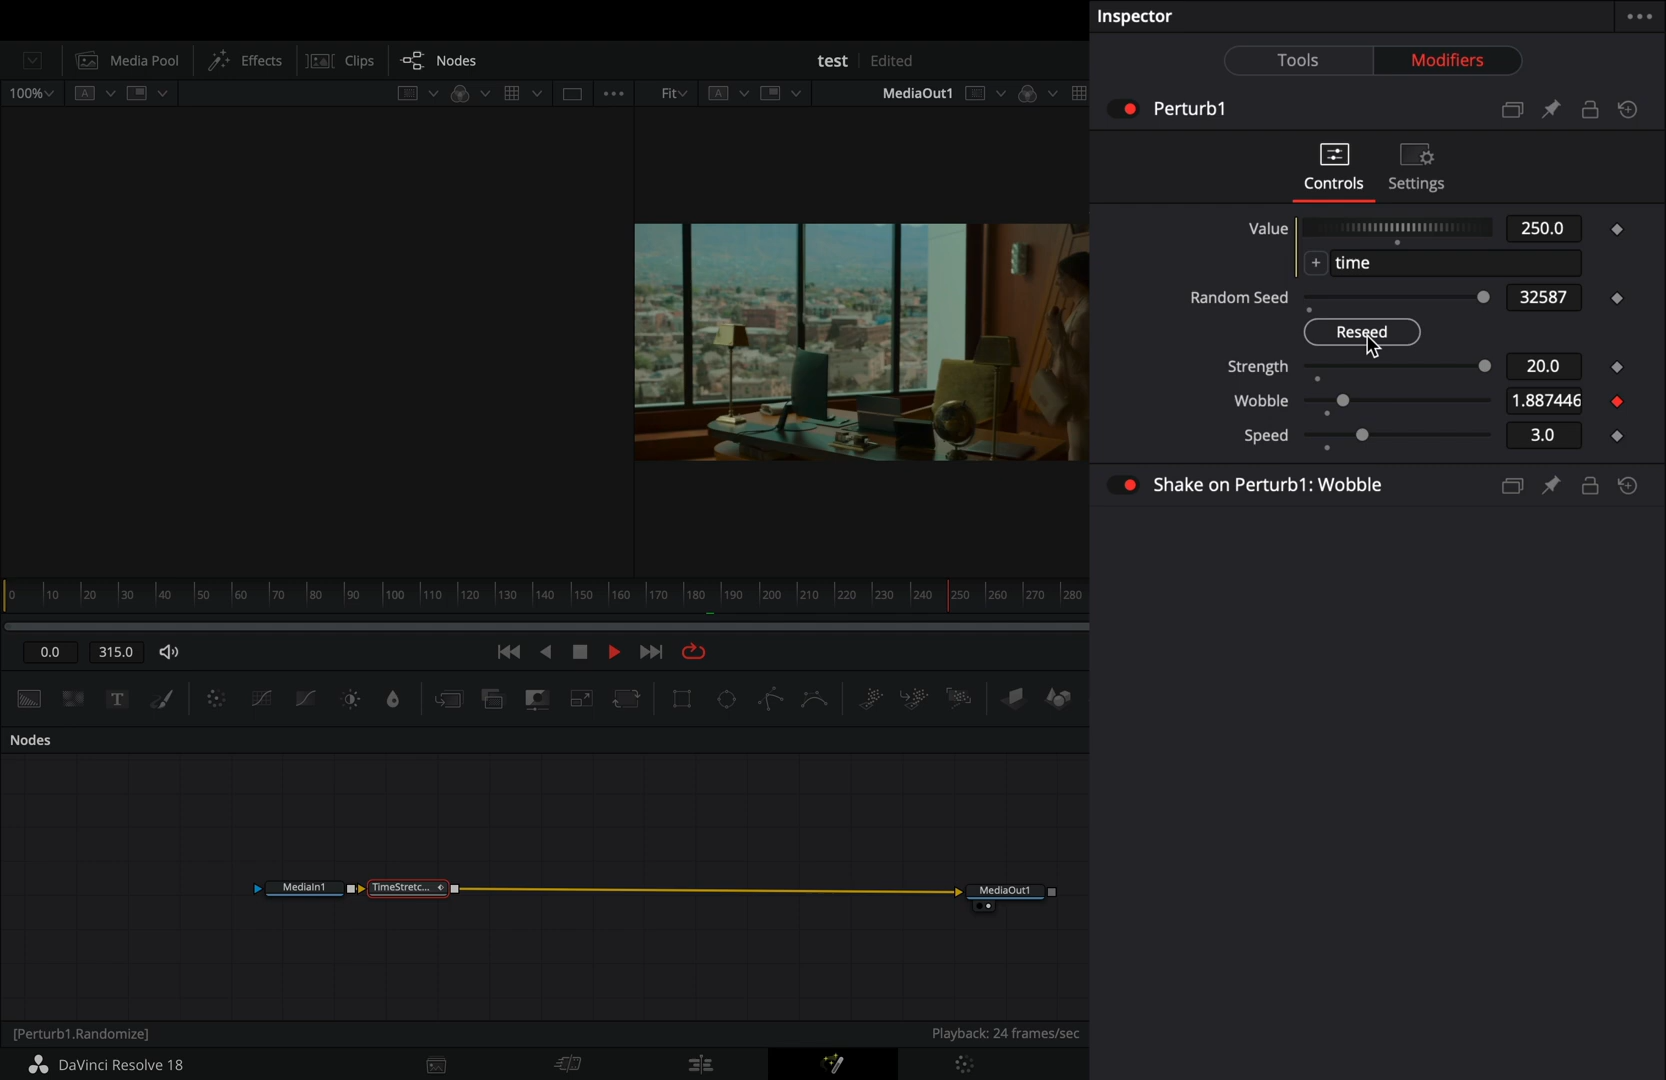 Inspector
Media Pool Effects Clips Nodes test Edited
Tools Modifiers
100% Fit MediaOut1
Perturb1
Controls Settings
Value 250.0
time
Random Seed 32587
Reseed
Strength 20.0
Wobble 1.887446
Speed 3.0
Shake on Perturb1: Wobble
0 10 20 30 40 50 60 70 80 90 100 110 120 130 140 150 160 170 180 190 200 210 220 230 240 250 260 270 280
0.0 315.0
Nodes
MediaIn1 TimeStretc... MediaOut1
[Perturb1.Randomize] Playback: 24 frames/sec
DaVinci Resolve 18